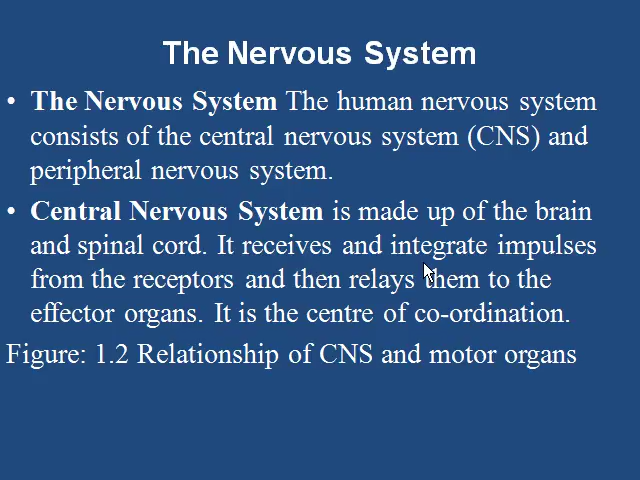 The Nervous System
• The Nervous System The human nervous system
consists of the central nervous system (CNS) and
peripheral nervous system.
• Central Nervous System is made up of the brain
and spinal cord. It receives and integrate impulses
from the receptors and then relays them to the
effector organs. It is the centre of co-ordination.
Figure: 1.2 Relationship of CNS and motor organs